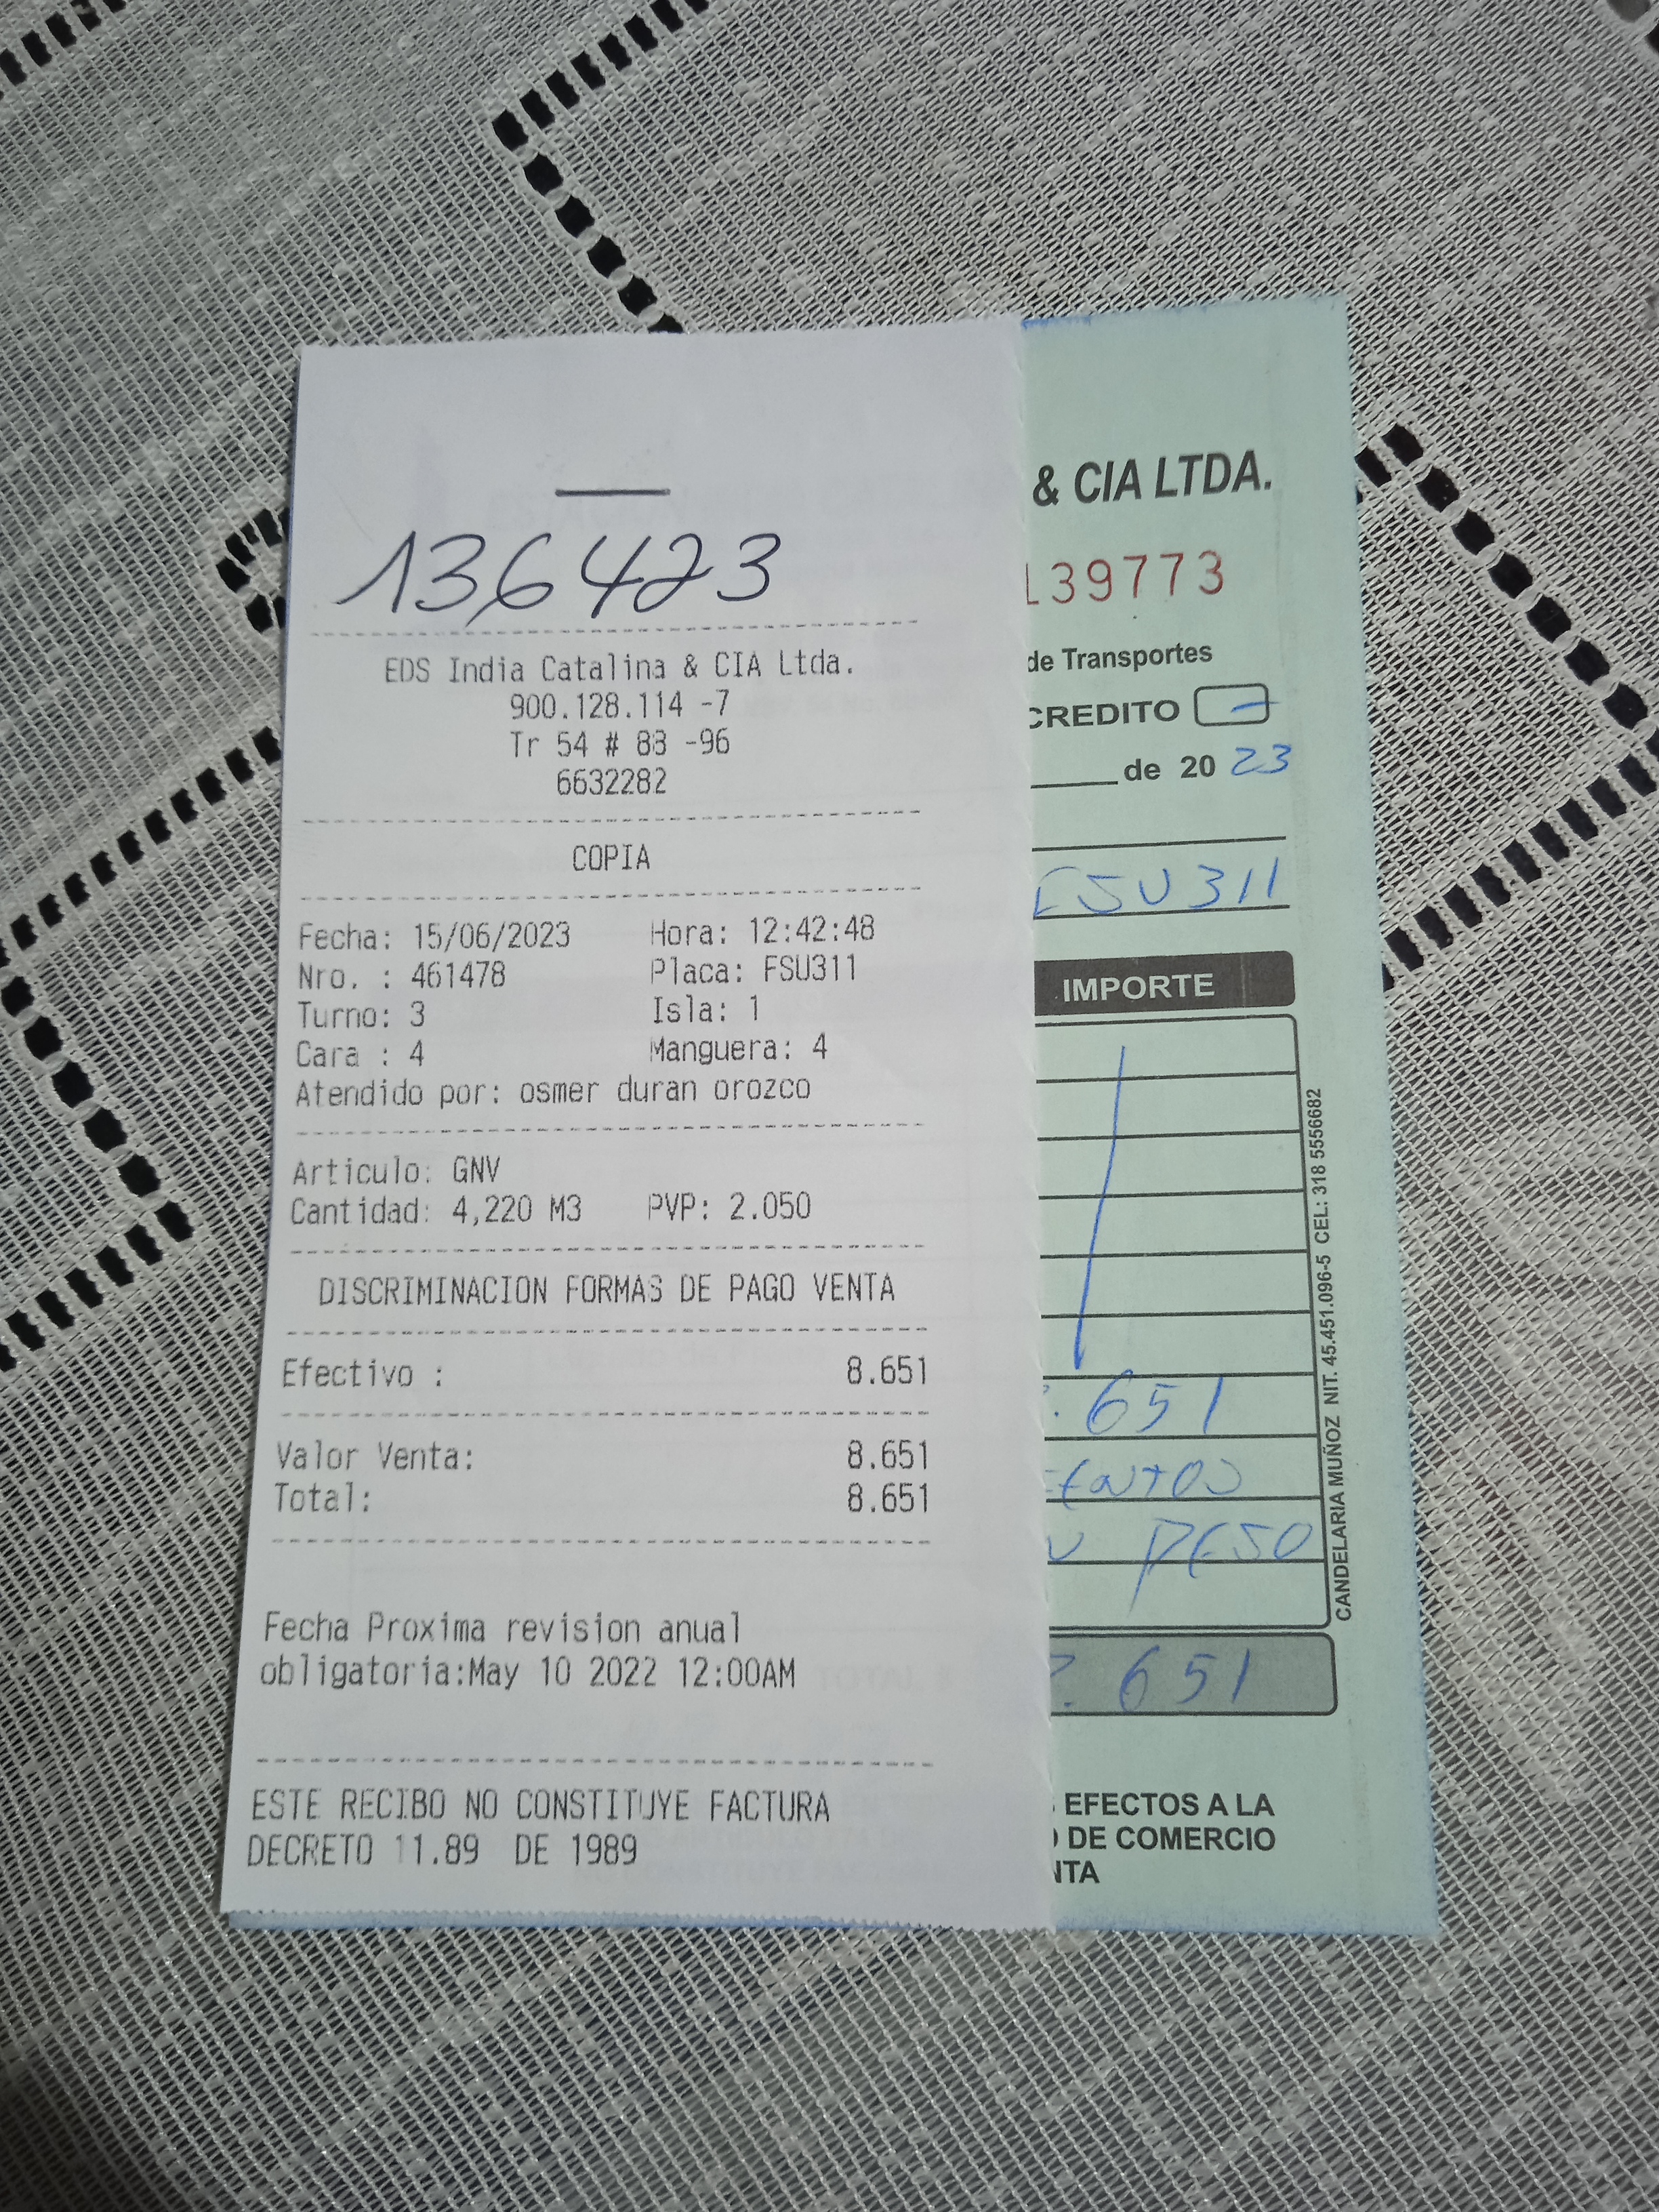 136423
EDS India Catalina & CIA Ltda.
900.128.114 -7
Tr 54 # 83 -96
6632282
COPIA
Fecha: 15/06/2023 Hora: 12:42:48
Nro. : 461478 Placa: FSU311
Turno: 3 Isla: 1
Cara : 4 Manguera: 4
Atendido por: osmer duran orozco
Articulo: GNV
Cantidad: 4,220 M3 PVP: 2.050
DISCRIMINACION FORMAS DE PAGO VENTA
Efectivo : 8.651
Valor Venta: 8.651
Total: 8.651
Fecha Proxima revision anual
obligatoria:May 10 2022 12:00AM
ESTE RECIBO NO CONSTITUYE FACTURA
DECRETO 11.89 DE 1989
& CIA LTDA.
139773
de Transportes
CREDITO
de 20 23
FSU311
IMPORTE
.651
PESO
.651
EFECTOS A LA
DE COMERCIO
NTA
CANDELARIA MUÑOZ NIT. 45.451.096-5 CEL: 318 5556682